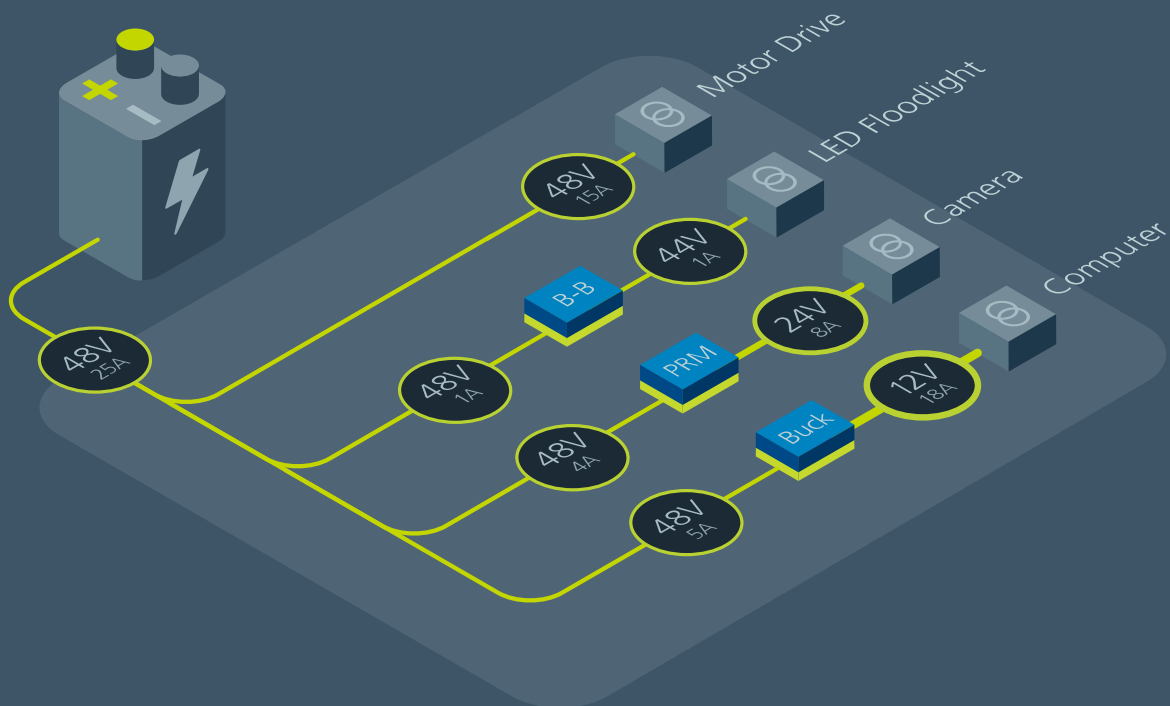 Motor Drive
LED Floodlight
Camera
Computer
48V
15A
44V
1A
B-B
24V
8A
48V
25A
PRM
48V
1A
12V
18A
Buck
48V
4A
48V
5A